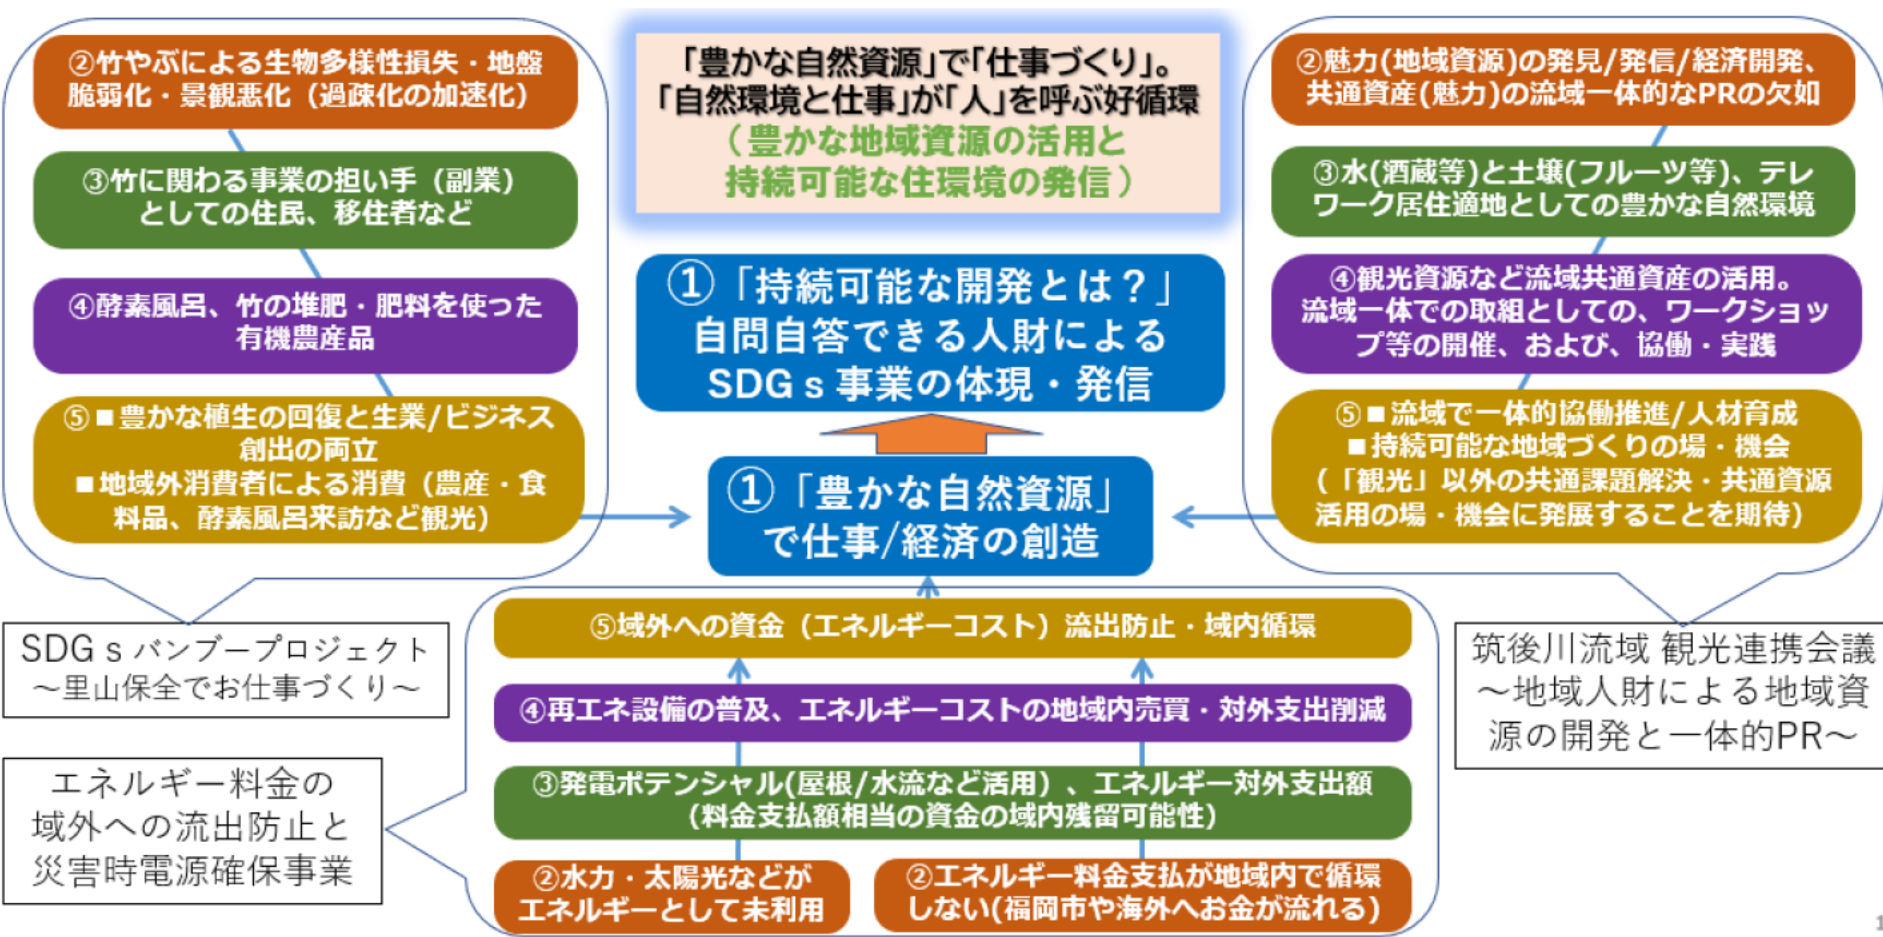 ②竹やぶによる生物多様性損失・地盤
脆弱化・景観悪化（過疎化の加速化）
③竹に関わる事業の担い手（副業）
としての住民、移住者など
④酵素風呂、竹の堆肥・肥料を使った
有機農産品
⑤■豊かな植生の回復と生業/ビジネス
創出の両立
■地域外消費者による消費（農産・食
料品、酵素風呂来訪など観光）
SDGｓバンブープロジェクト
～里山保全でお仕事づくり～
「豊かな自然資源」で「仕事づくり」。
「自然環境と仕事」が「人」を呼ぶ好循環
（豊かな地域資源の活用と
持続可能な住環境の発信）
①「持続可能な開発とは？」
自問自答できる人財による
SDGｓ事業の体現・発信
①「豊かな自然資源」
で仕事/経済の創造
②魅力(地域資源)の発見/発信/経済開発、
共通資産(魅力)の流域一体的なPRの欠如
③水(酒蔵等)と土壌(フルーツ等)、テレ
ワーク居住適地としての豊かな自然環境
④観光資源など流域共通資産の活用。
流域一体での取組としての、ワークショッ
プ等の開催、および、協働・実践
⑤■流域で一体的協働推進/人材育成
■持続可能な地域づくりの場・機会
(「観光」以外の共通課題解決・共通資源
活用の場・機会に発展することを期待)
筑後川流域 観光連携会議
～地域人財による地域資
源の開発と一体的PR～
⑤域外への資金（エネルギーコスト）流出防止・域内循環
④再エネ設備の普及、エネルギーコストの地域内売買・対外支出削減
③発電ポテンシャル(屋根/水流など活用）、エネルギー対外支出額
(料金支払額相当の資金の域内残留可能性)
②水力・太陽光などが
エネルギーとして未利用
②エネルギー料金支払が地域内で循環
しない(福岡市や海外へお金が流れる)
エネルギー料金の
域外への流出防止と
災害時電源確保事業
1